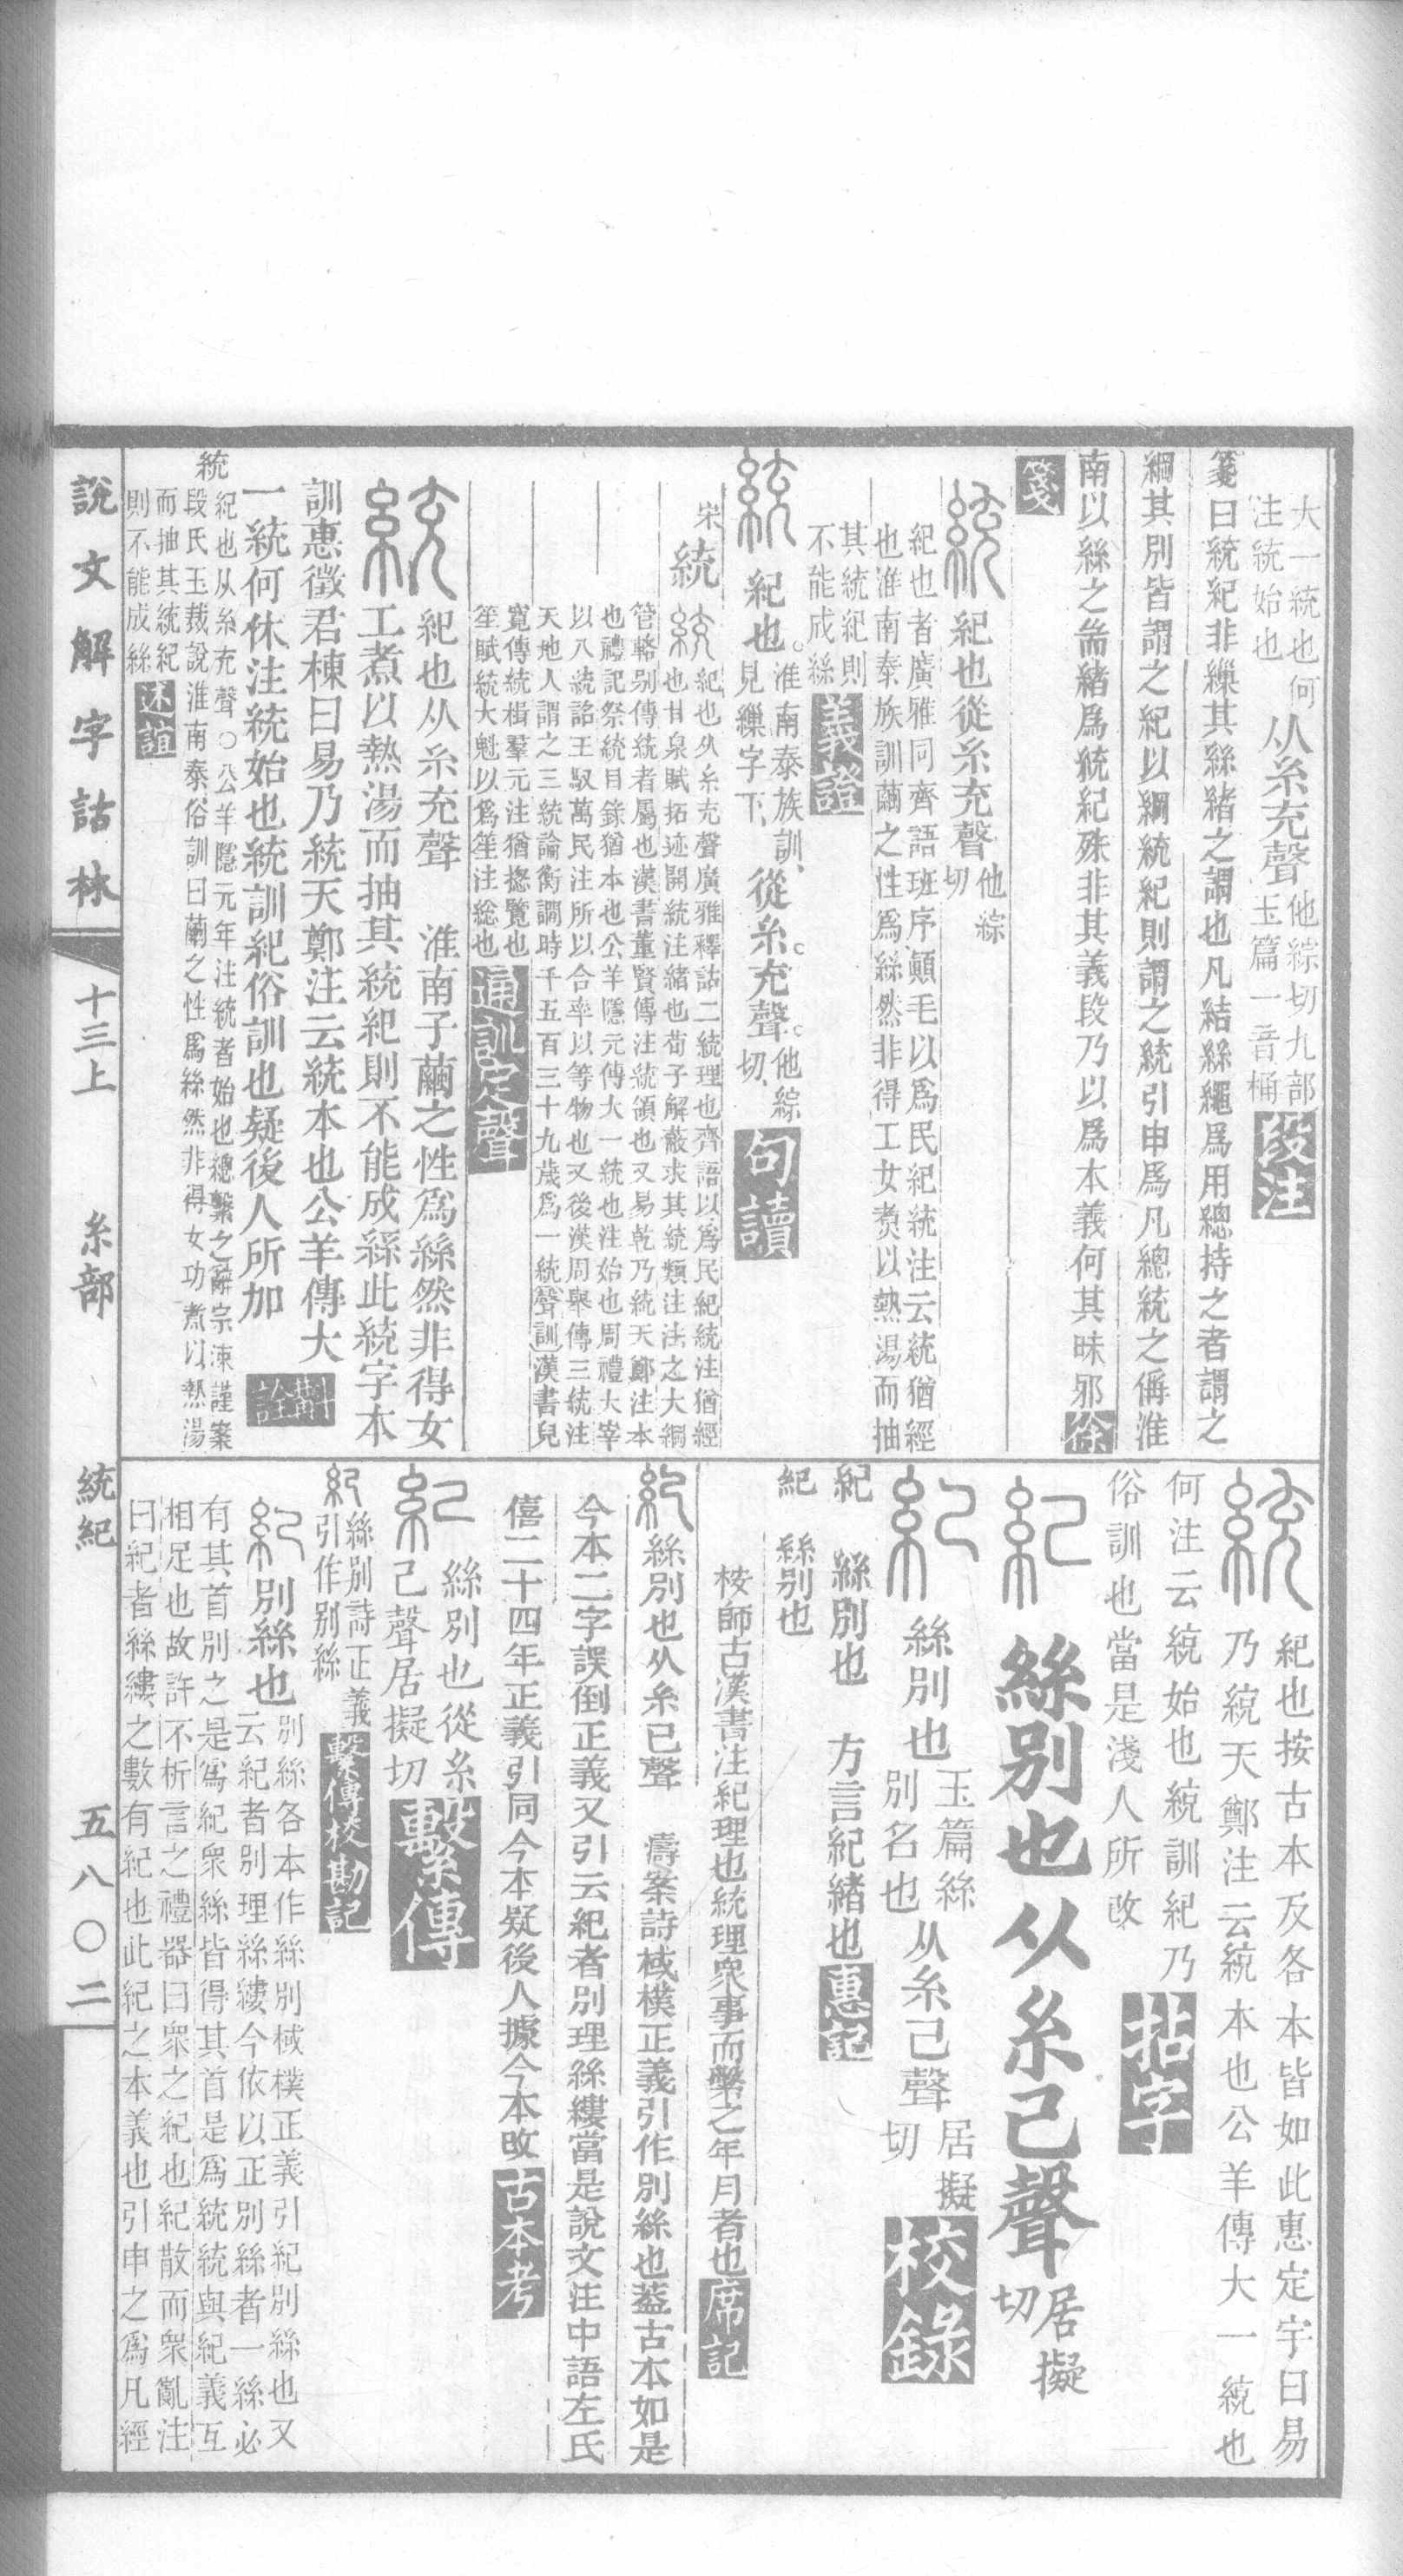 大一統也何
注統始也
从糸充聲
他綜切九部
玉篇一音桶
段注
箋曰統紀非繅其絲緒之謂也凡結絲繩爲用總持之者謂之
綱其別皆謂之紀以綱統紀則謂之統引申爲凡總統之偁淮
南以絲之耑緒爲統紀殊非其義段乃以爲本義何其昧邪徐
箋
統
紀也從糸充聲
他綜
切
紀也者廣雅同齊語班序顛毛以爲民紀統注云統猶經
也淮南泰族訓繭之性爲絲然非得工女煑以熱湯而抽
其統紀則
不能成絲
義證
統
紀也
淮南泰族訓
見繅字下
從糸充聲
他綜
切
句讀
宋
統
統
紀也从糸充聲廣雅釋詁二統理也齊語以爲民紀統注猶經
也甘泉賦拓迹開統注緒也荀子解蔽求其統類注法之大綱
管輅別傳統者屬也漢書董賢傳注統領也又易乾乃統天鄭注本
也禮記祭統目錄猶本也公羊隱元傳大一統也注始也周禮大宰
以八統詔王馭萬民注所以合率以等物也又後漢周舉傳三統注
天地人謂之三統論衡讕時千五百三十九歲爲一統聲訓漢書兒
寬傳統楫羣元注猶揔覽也
笙賦統大魁以爲笙注總也
通訓定聲
統
紀也从糸充聲 淮南子繭之性爲絲然非得女
工煮以熱湯而抽其統紀則不能成絲此統字本
訓惠徵君棟曰易乃統天鄭注云統本也公羊傳大
一統何休注統始也統訓紀俗訓也疑後人所加
斠詮
統
紀也从糸充聲○公羊隱元年注統者始也總繫之辭宗涑謹案
段氏玉裁說淮南泰俗訓曰繭之性爲絲然非得女功煮以熱湯
而抽其統紀
則不能成絲
述誼
說文解字詁林
十三上
糸部
統紀
五八〇二
統
紀也按古本及各本皆如此惠定宇曰易
乃統天鄭注云統本也公羊傳大一統也
何注云統始也統訓紀乃
俗訓也當是淺人所改
拈字
紀
絲別也从糸己聲
居擬
切
紀
絲別也
玉篇絲
別名也
从糸己聲
居擬
切
校錄
紀
絲別也 方言紀緒也
惠記
紀
絲別也
桉師古漢書注紀理也統理衆事而繫之年月者也
席記
紀
絲別也从糸已聲 濤案詩棫樸正義引作別絲也葢古本如是
今本二字誤倒正義又引云紀者別理絲縷當是說文注中語左氏
僖二十四年正義引同今本疑後人據今本改
古本考
紀
絲別也從糸
己聲居擬切
繫傳
紀
絲別詩正義
引作別絲
繫傳校勘記
紀
別絲也
別絲各本作絲別棫樸正義引紀別絲也又
云紀者別理絲縷今依以正別絲者一絲必
有其首別之是爲紀衆絲皆得其首是爲統統與紀義互
相足也故許不析言之禮器曰衆之紀也紀散而衆亂注
曰紀者絲縷之數有紀也此紀之本義也引申之爲凡經